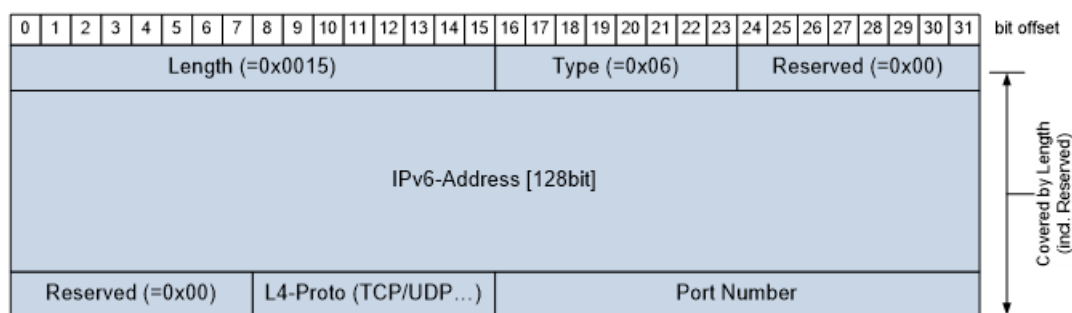 0 1 2 3 4 5 6 7 8 9 10 11 12 13 14 15 16 17 18 19 20 21 22 23 24 25 26 27 28 29 30 31 bit offset
Length (=0x0015) Type (=0x06) Reserved (=0x00)
IPv6-Address [128bit]
Covered by Length
(incl. Reserved)
Reserved (=0x00) L4-Proto (TCP/UDP...) Port Number